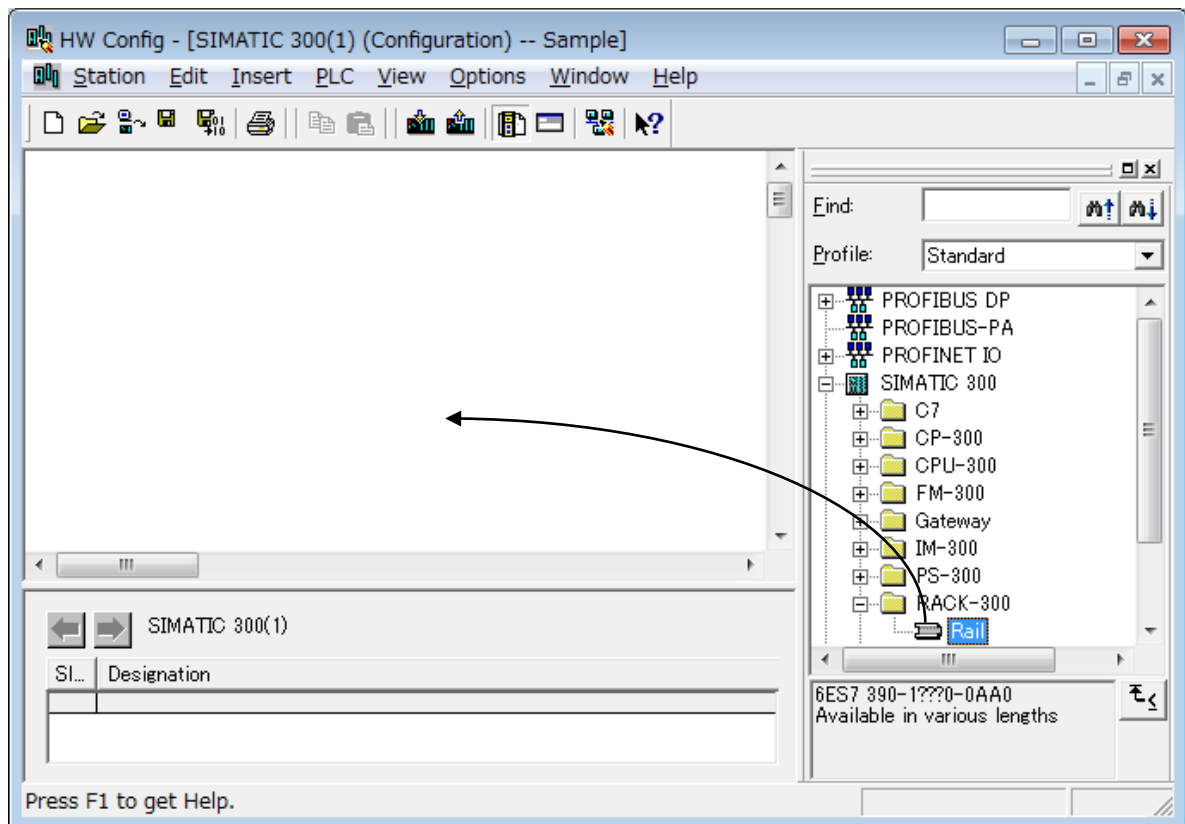 HW Config - [SIMATIC 300(1) (Configuration) -- Sample]
Station Edit Insert PLC View Options Window Help
Find:
Profile: Standard
PROFIBUS DP
PROFIBUS-PA
PROFINET IO
SIMATIC 300
C7
CP-300
CPU-300
FM-300
Gateway
IM-300
PS-300
RACK-300
Rail
SIMATIC 300(1)
Sl... Designation
6ES7 390-1???0-0AA0
Available in various lengths
Press F1 to get Help.